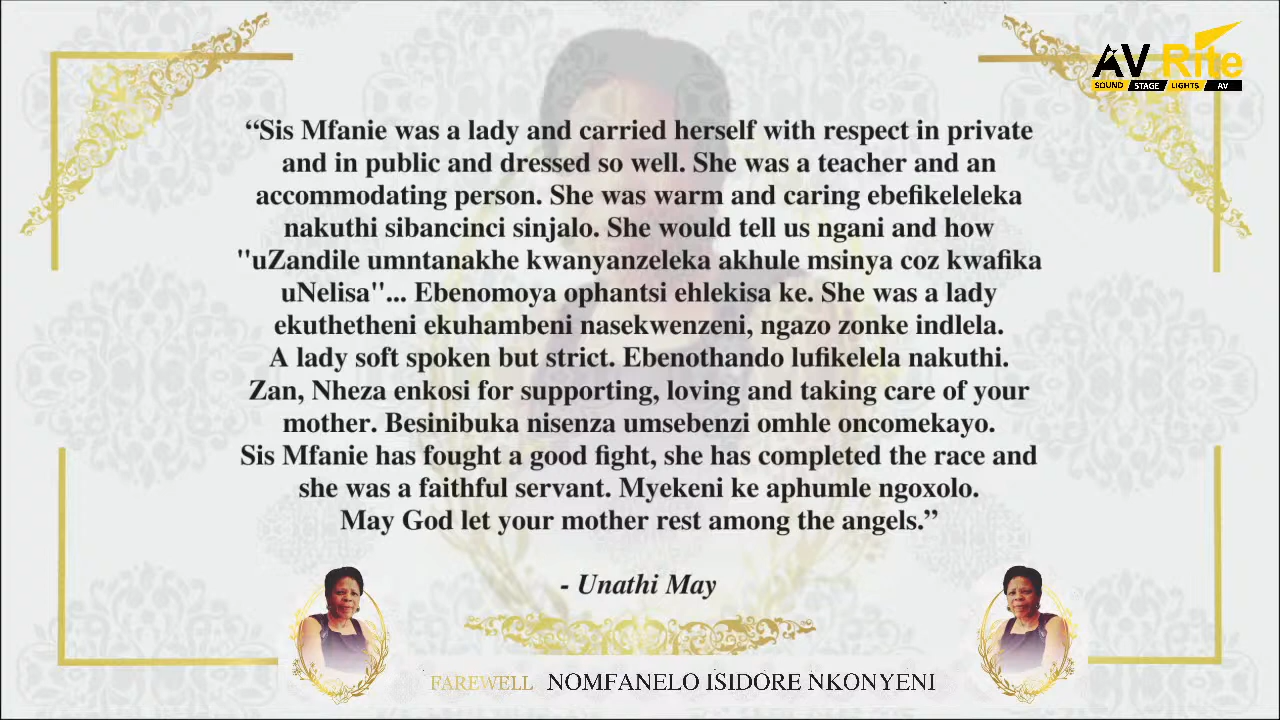 AV Rite
SOUND STAGE LIGHTS AV
“Sis Mfanie was a lady and carried herself with respect in private
and in public and dressed so well. She was a teacher and an
accommodating person. She was warm and caring ebefikeleleka
nakuthi sibancinci sinjalo. She would tell us ngani and how
"uZandile umntanakhe kwanyanzeleka akhule msinya coz kwafika
uNelisa"... Ebenomoya ophantsi ehlekisa ke. She was a lady
ekuthetheni ekuhambeni nasekwenzeni, ngazo zonke indlela.
A lady soft spoken but strict. Ebenothando lufikelela nakuthi.
Zan, Nheza enkosi for supporting, loving and taking care of your
mother. Besinibuka nisenza umsebenzi omhle oncomekayo.
Sis Mfanie has fought a good fight, she has completed the race and
she was a faithful servant. Myekeni ke aphumle ngoxolo.
May God let your mother rest among the angels.”
- Unathi May
FAREWELL NOMFANELO ISIDORE NKONYENI